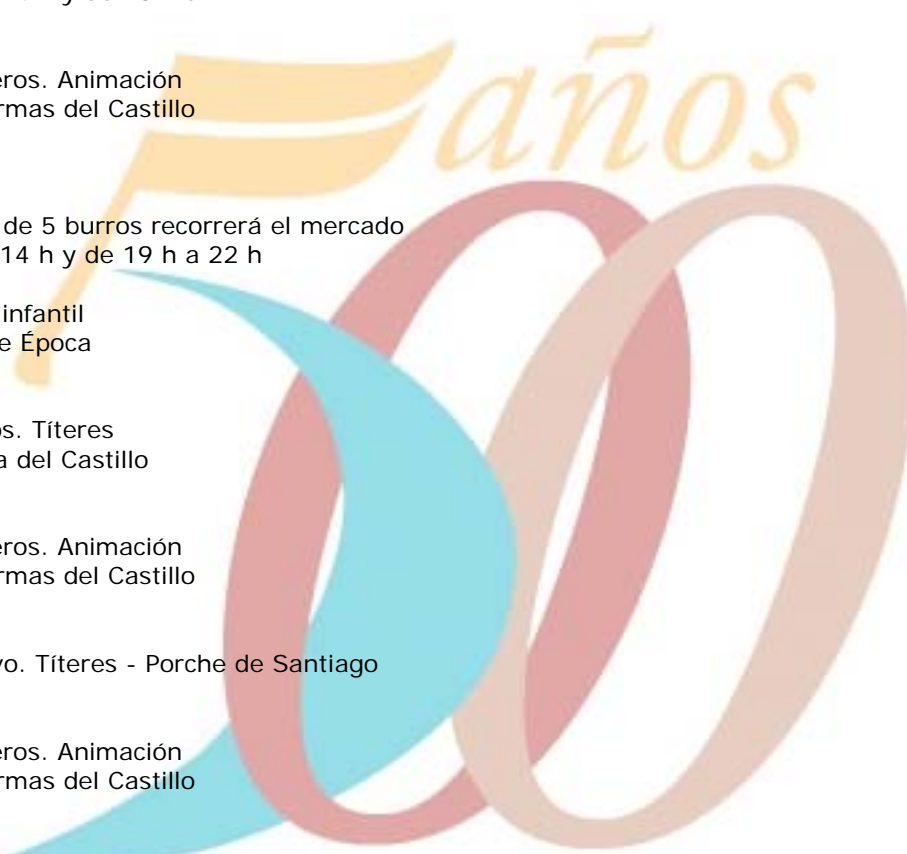 años
eros. Animación
rmas del Castillo
de 5 burros recorrerá el mercado
14 h y de 19 h a 22 h
infantil
e Época
os. Títeres
a del Castillo
eros. Animación
rmas del Castillo
vo. Títeres - Porche de Santiago
eros. Animación
rmas del Castillo
500